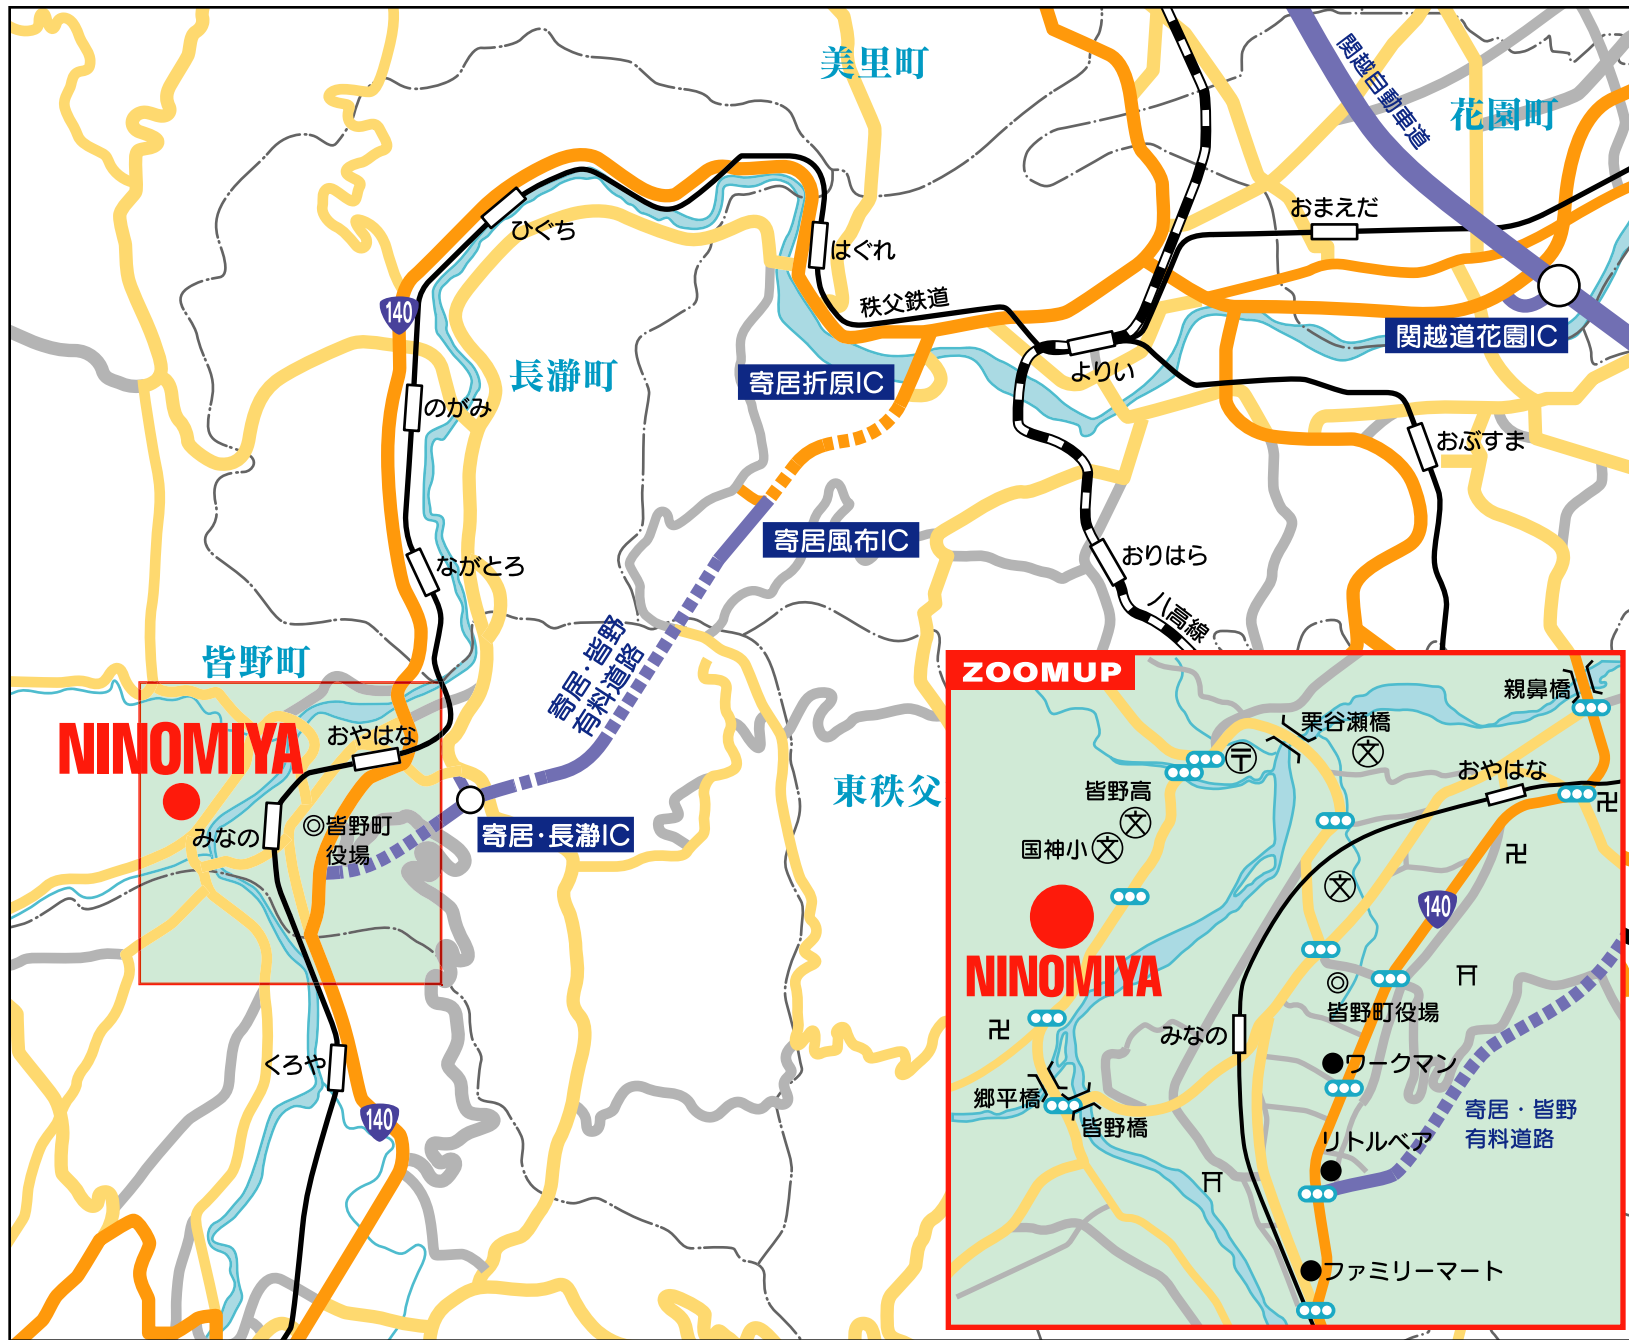 美里町
関越自動車道
花園町
おまえだ
ひぐち
はぐれ
秩父鉄道
140
関越道花園IC
長瀞町
よりい
寄居折原IC
のがみ
おぶすま
寄居風布IC
おりはら
ながとろ
八高線
寄居・皆野
有料道路
皆野町
NINOMIYA
おやはな
東秩父
みなの
◎皆野町
役場
寄居・長瀞IC
くろや
140
ZOOMUP
親鼻橋
栗谷瀬橋
〒
文
おやはな
皆野高
文
国神小
文
卍
卍
文
140
NINOMIYA
◎
皆野町役場
卍
みなの
ワークマン
郷平橋
皆野橋
寄居・皆野
有料道路
リトルベア
ファミリーマート